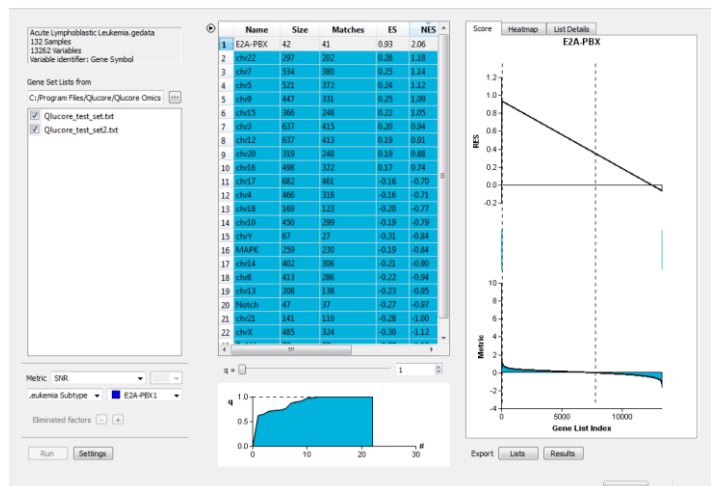 Acute Lymphoblastic Leukemia.gedata
132 Samples
13262 Variables
Variable identifier: Gene Symbol
Gene Set Lists from
C:/Program Files/Qlucore/Qlucore Omics
...
Qlucore_test_set.txt
Qlucore_test_set2.txt
Metric SNR
.eukemia Subtype E2A-PBX1
Eliminated factors - +
Run Settings
Name Size Matches ES NES
1 E2A-PBX 42 41 0.93 2.06
2 chr22 297 202 0.28 1.18
3 chr7 534 380 0.25 1.14
4 chr5 521 372 0.24 1.12
5 chr9 447 331 0.25 1.09
6 chr15 366 248 0.22 1.05
7 chr3 637 415 0.20 0.94
8 chr12 637 413 0.19 0.91
9 chr20 319 248 0.19 0.88
10 chr16 498 322 0.17 0.74
11 chr17 682 461 -0.16 -0.70
12 chr4 466 318 -0.16 -0.71
13 chr18 169 123 -0.20 -0.77
14 chr10 450 299 -0.19 -0.79
15 chrY 67 27 -0.31 -0.84
16 MAPK 259 230 -0.19 -0.84
17 chr14 402 306 -0.21 -0.90
18 chr8 413 286 -0.22 -0.94
19 chr13 208 138 -0.23 -0.95
20 Notch 47 37 -0.27 -0.97
21 chr21 141 110 -0.28 -1.00
22 chrX 485 324 -0.30 -1.12
q = 1
q
1.0
0.5
0.0
0 10 20 30
#
Score Heatmap List Details
E2A-PBX
RES
1.2
1.0
0.8
0.6
0.4
0.2
0.0
-0.2
Metric
10
8
6
4
2
0
-2
-4
0 5000 10000
Gene List Index
Export Lists Results